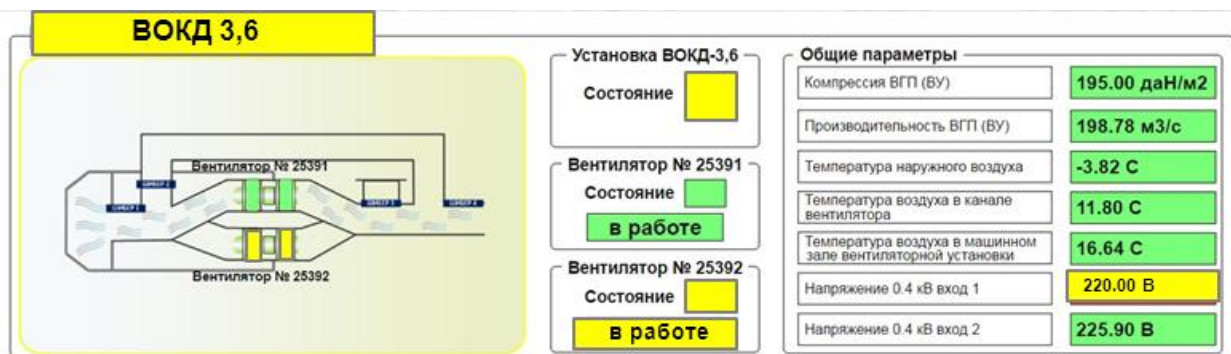 ВОКД 3,6
Вентилятор № 25391
Вентилятор № 25392
Установка ВОКД-3,6
Состояние
Вентилятор № 25391
Состояние
в работе
Вентилятор № 25392
Состояние
в работе
Общие параметры
Компрессия ВГП (ВУ)
195.00 даН/м2
Производительность ВГП (ВУ)
198.78 м3/с
Температура наружного воздуха
-3.82 С
Температура воздуха в канале
вентилятора
11.80 С
Температура воздуха в машинном
зале вентиляторной установки
16.64 С
Напряжение 0.4 кВ вход 1
220.00 В
Напряжение 0.4 кВ вход 2
225.90 В